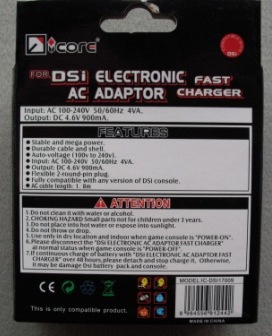 icore
FOR DSi ELECTRONIC FAST
AC ADAPTOR CHARGER
DSi
Input: AC 100-240V 50/60Hz 4VA.
Output: DC 4.6V 900mA.
FEATURES
● Stable and mega power.
● Durable cable and shell.
● Auto-voltage (100v to 240v).
● Input: AC 100-240V 50/60Hz 4VA.
● Output: DC 4.6V 900mA.
● Flexible 2-round-pin plug.
● Fully compatible with any version of DSI console.
● AC cable length: 1. 8m
ATTENTION
1.Do not clean it with water or alcohol.
2.CHOKING HAZARD Small parts not for children under 3 years.
3.Do not place into hot water or expose into sunlight.
4.Do not throw or drop.
5.Use only in dry location and indoor when game console is "POWER-ON".
6.Please disconnect the "DSi ELECTRONIC AC ADAPTOR FAST CHARGER"
at normal status when game console is "POWER-OFF".
7.If continuous charge of battery with "DSi ELECTRONIC AC ADAPTOR FAST
CHARGER" over 48 hours, please detach and stop charge it. Otherwise,
it may be damage Dsi battery pack and console.
This is only compatible product.
MODEL:IC-DSI17009
MADE IN CHINA